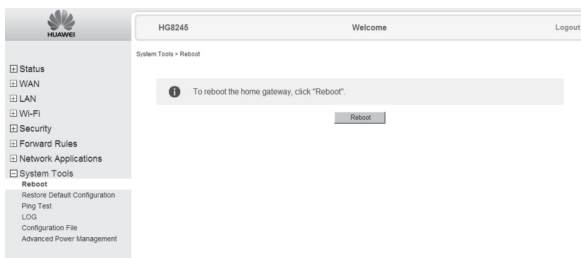 HUAWEI
HG8245 Welcome Logout
System Tools > Reboot
Status
WAN
LAN
Wi-Fi
Security
Forward Rules
Network Applications
System Tools
Reboot
Restore Default Configuration
Ping Test
LOG
Configuration File
Advanced Power Management
To reboot the home gateway, click "Reboot".
Reboot